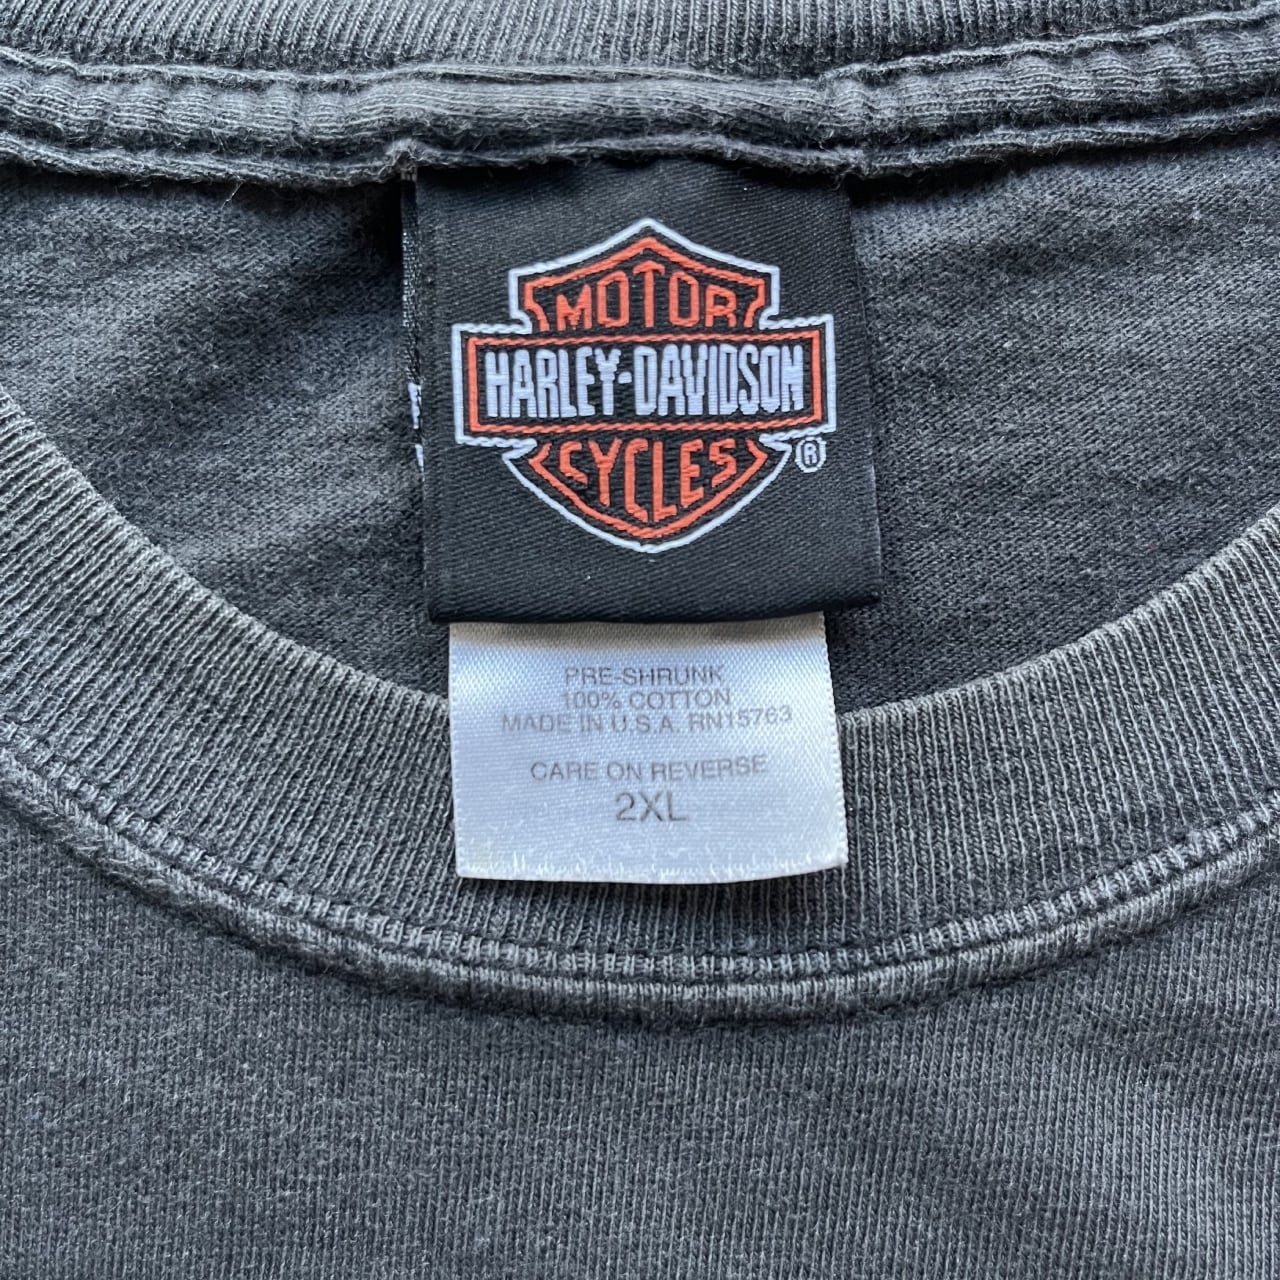 MOTOR
HARLEY-DAVIDSON
CYCLES
®
PRE-SHRUNK
100% COTTON
MADE IN U.S.A. RN15763
CARE ON REVERSE
2XL